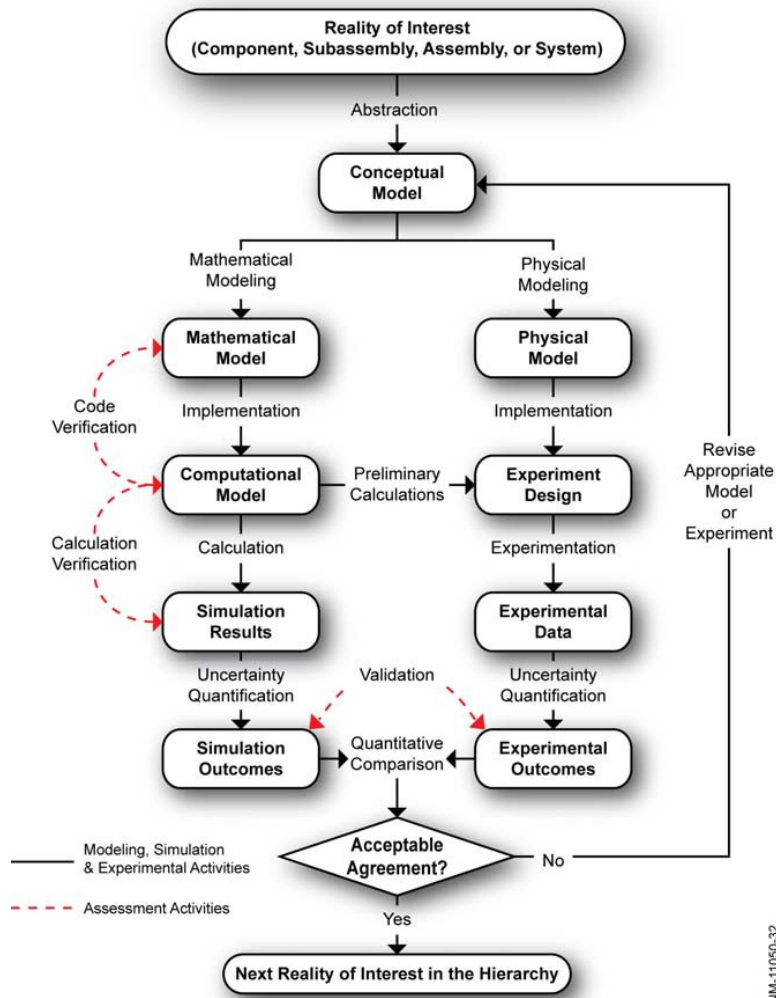 Reality of Interest
(Component, Subassembly, Assembly, or System)
Abstraction
Conceptual
Model
Mathematical
Modeling
Physical
Modeling
Mathematical
Model
Physical
Model
Code
Verification
Implementation
Implementation
Revise
Appropriate
Model
or
Experiment
Computational
Model
Preliminary
Calculations
Experiment
Design
Calculation
Verification
Calculation
Experimentation
Simulation
Results
Experimental
Data
Uncertainty
Quantification
Validation
Uncertainty
Quantification
Simulation
Outcomes
Quantitative
Comparison
Experimental
Outcomes
Modeling, Simulation
& Experimental Activities
Acceptable
Agreement?
No
Assessment Activities
Yes
Next Reality of Interest in the Hierarchy